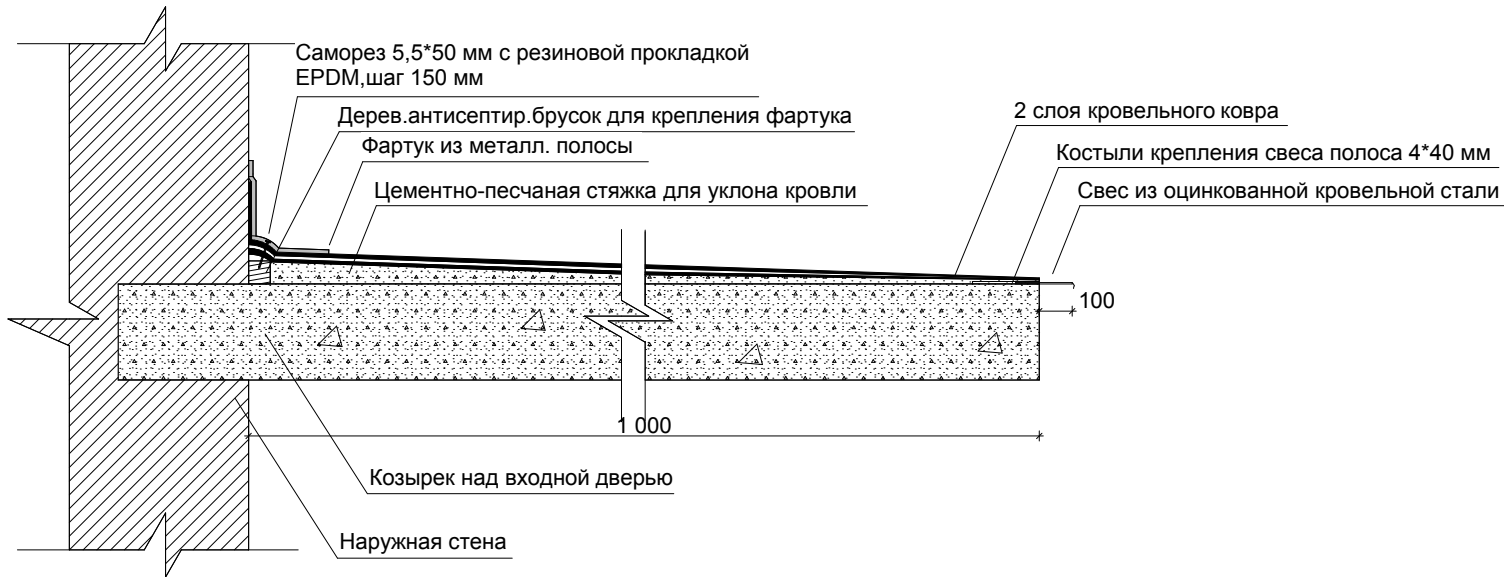 Саморез 5,5*50 мм с резиновой прокладкой
EPDM,шаг 150 мм
Дерев.антисептир.брусок для крепления фартука
Фартук из металл. полосы
Цементно-песчаная стяжка для уклона кровли
2 слоя кровельного ковра
Костыли крепления свеса полоса 4*40 мм
Свес из оцинкованной кровельной стали
100
1 000
Козырек над входной дверью
Наружная стена